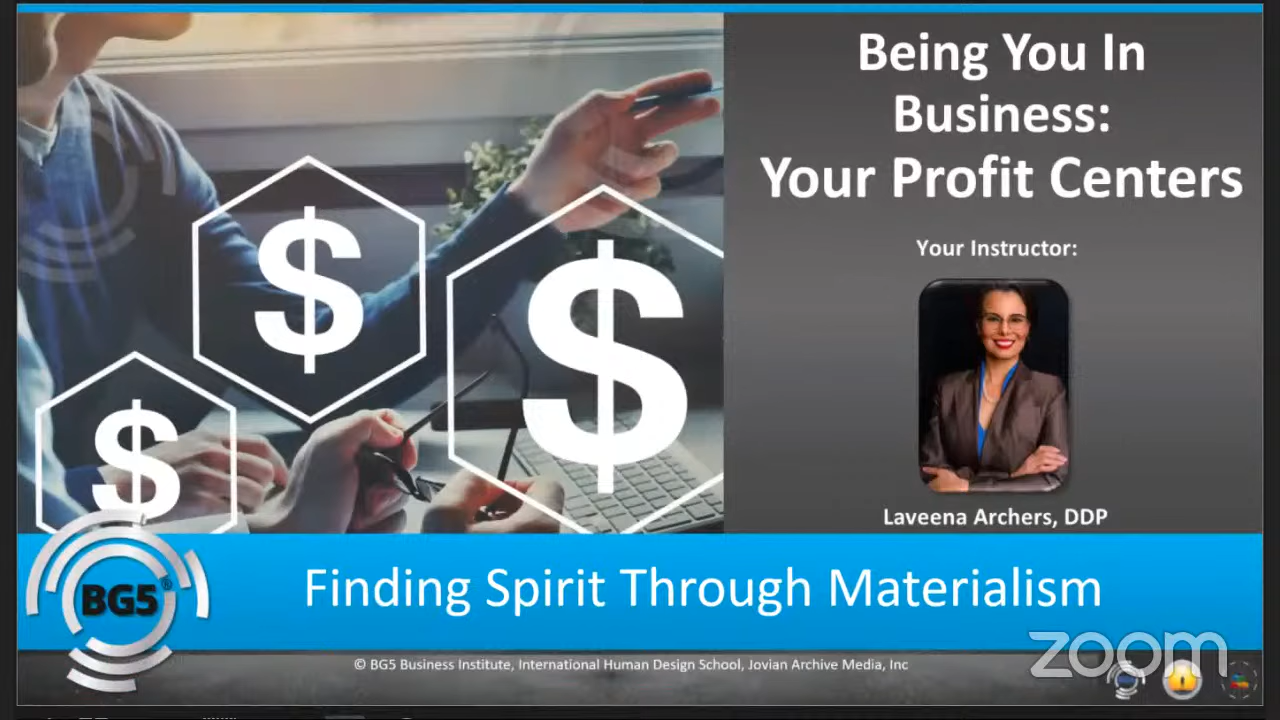 Being You In
Business:
Your Profit Centers
Your Instructor:
$
$
$
Laveena Archers, DDP
BG5®
Finding Spirit Through Materialism
zoom
© BG5 Business Institute, International Human Design School, Jovian Archive Media, Inc